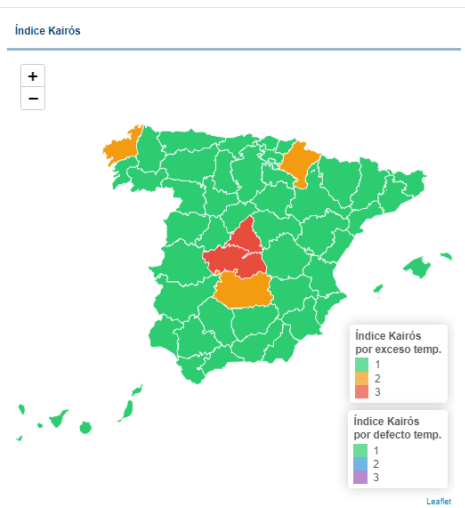 Índice Kairós
+
−
Índice Kairós
por exceso temp.
1
2
3
Índice Kairós
por defecto temp.
1
2
3
Leaflet